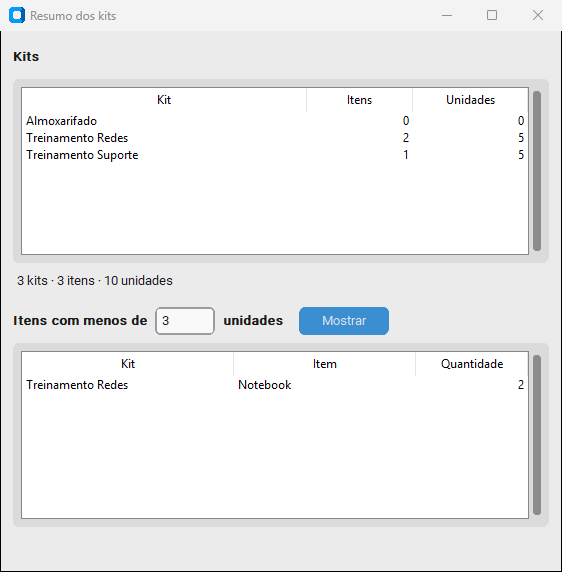 Resumo dos kits
Kits
Kit Itens Unidades
Almoxarifado 0 0
Treinamento Redes 2 5
Treinamento Suporte 1 5
3 kits · 3 itens · 10 unidades
Itens com menos de 3 unidades Mostrar
Kit Item Quantidade
Treinamento Redes Notebook 2